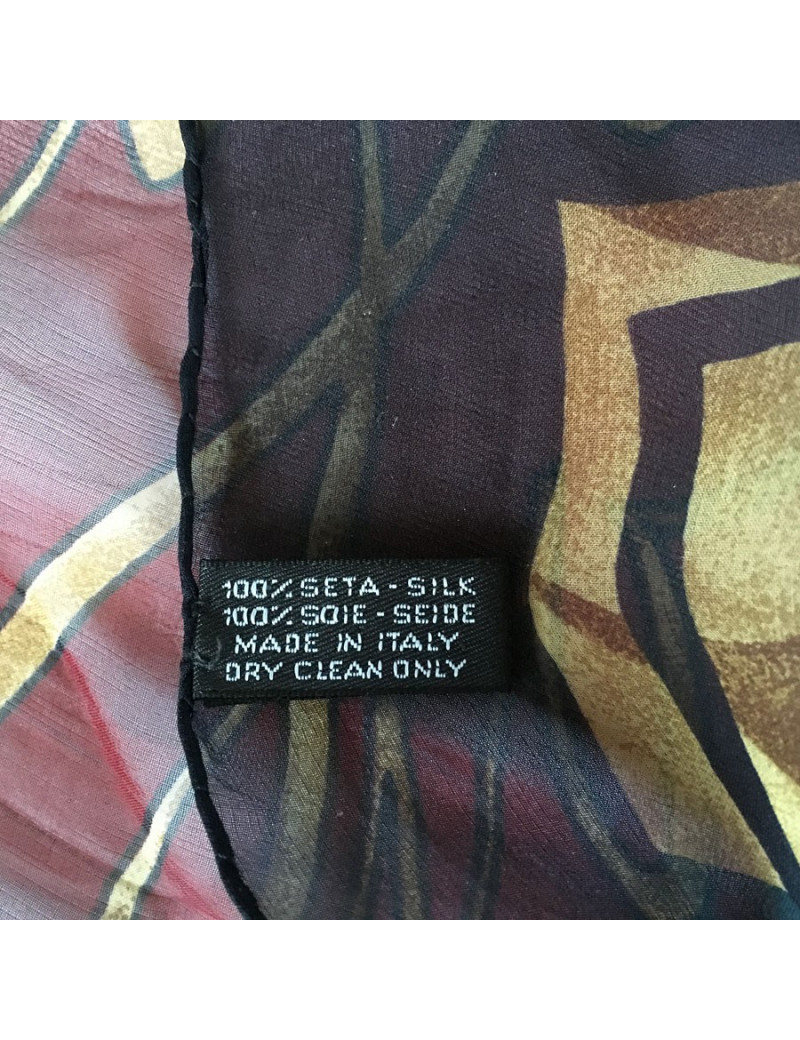 100% SETA - SILK
100% SOIE - SEIDE
MADE IN ITALY
DRY CLEAN ONLY